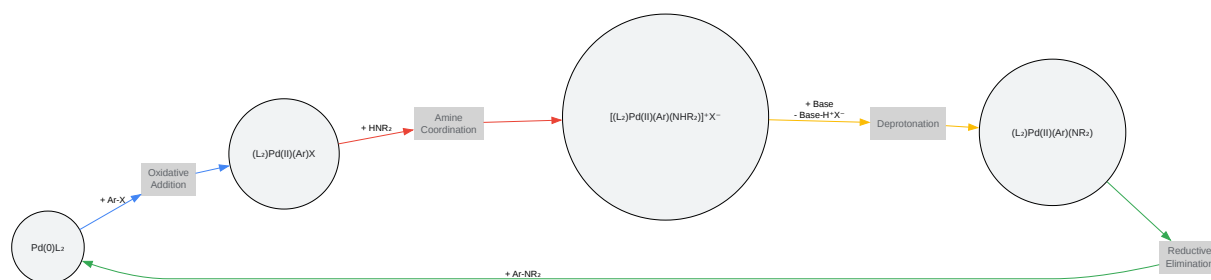 Pd(0)L₂
+ Ar-X
Oxidative
Addition
(L₂)Pd(II)(Ar)X
+ HNR₂
Amine
Coordination
[(L₂)Pd(II)(Ar)(NHR₂)]⁺X⁻
+ Base
- Base-H⁺X⁻
Deprotonation
(L₂)Pd(II)(Ar)(NR₂)
Reductive
Elimination
+ Ar-NR₂